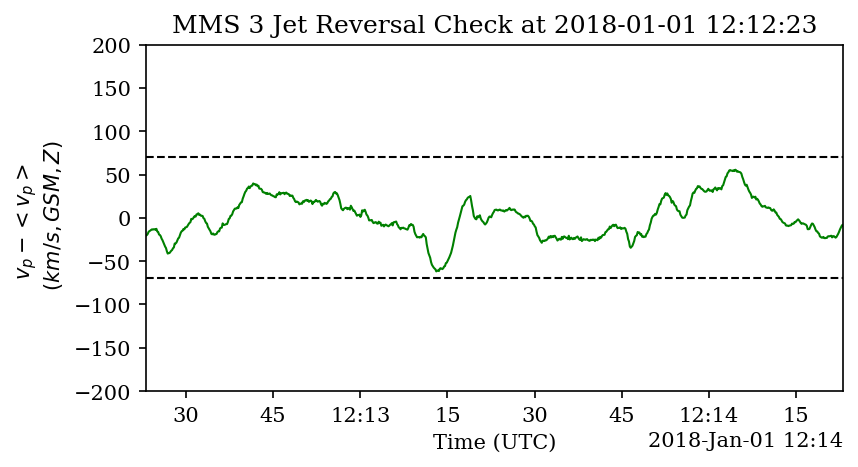 MMS 3 Jet Reversal Check at 2018-01-01 12:12:23
200
150
100
50
0
−50
−100
−150
−200
v_p − < v_p >
(km/s, GSM, Z)
30 45 12:13 15 30 45 12:14 15
Time (UTC)
2018-Jan-01 12:14